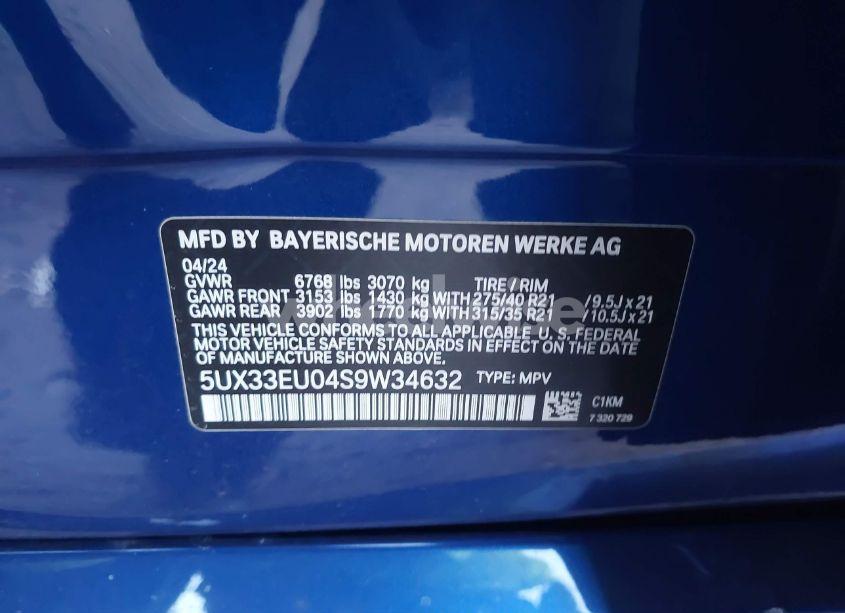 MFD BY BAYERISCHE MOTOREN WERKE AG
04/24
GVWR 6768 lbs 3070 kg TIRE / RIM
GAWR FRONT 3153 lbs 1430 kg WITH 275/40 R21 / 9.5J x 21
GAWR REAR 3902 lbs 1770 kg WITH 315/35 R21 / 10.5J x 21
THIS VEHICLE CONFORMS TO ALL APPLICABLE U. S. FEDERAL
MOTOR VEHICLE SAFETY STANDARDS IN EFFECT ON THE DATE
OF MANUFACTURE SHOWN ABOVE.
5UX33EU04S9W34632 TYPE: MPV
C1KM
7 320 729